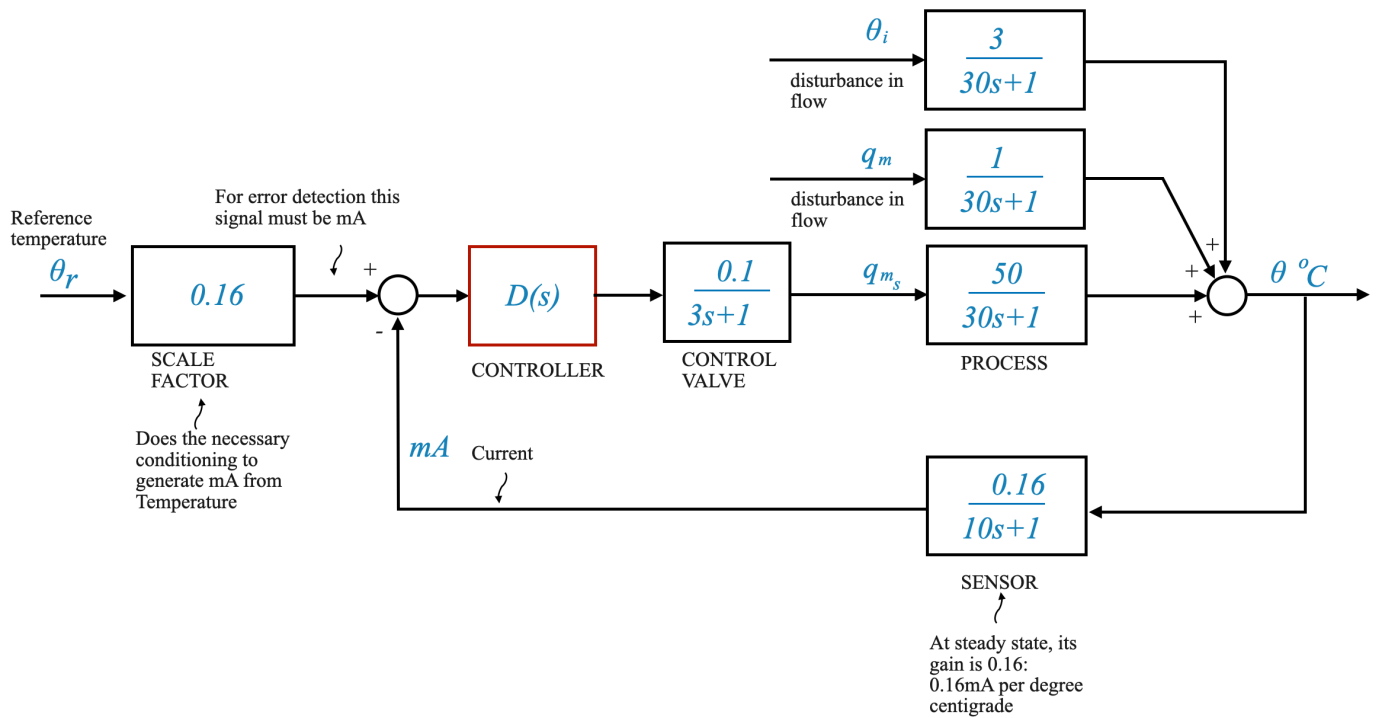 θi
3
30s+1
disturbance in
flow
qm
1
30s+1
disturbance in
flow
For error detection this
signal must be mA
Reference
temperature
θr
0.16
SCALE
FACTOR
Does the necessary
conditioning to
generate mA from
Temperature
+
-
D(s)
CONTROLLER
0.1
3s+1
CONTROL
VALVE
qms
50
30s+1
PROCESS
+
+
+
θ °C
mA
Current
0.16
10s+1
SENSOR
At steady state, its
gain is 0.16:
0.16mA per degree
centigrade